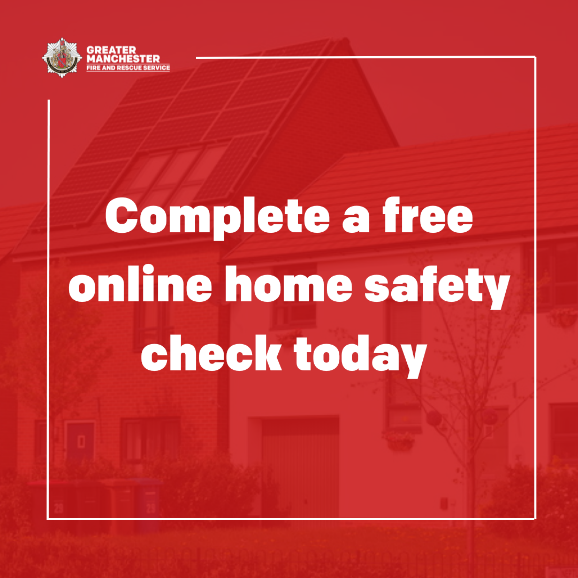 GREATER
MANCHESTER
FIRE AND RESCUE SERVICE
Complete a free
online home safety
check today